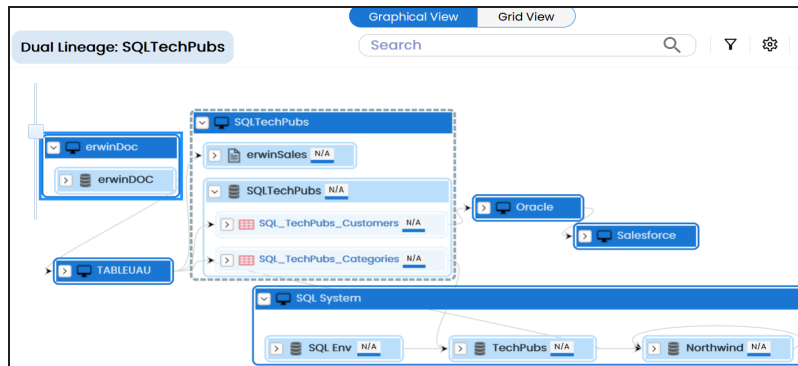 Graphical View
Grid View
Dual Lineage: SQLTechPubs
Search
SQLTechPubs
erwinDoc
erwinSales N/A
erwinDOC
SQLTechPubs N/A
Oracle
SQL_TechPubs_Customers N/A
Salesforce
SQL_TechPubs_Categories N/A
TABLEUAU
SQL System
SQL Env N/A
TechPubs N/A
Northwind N/A